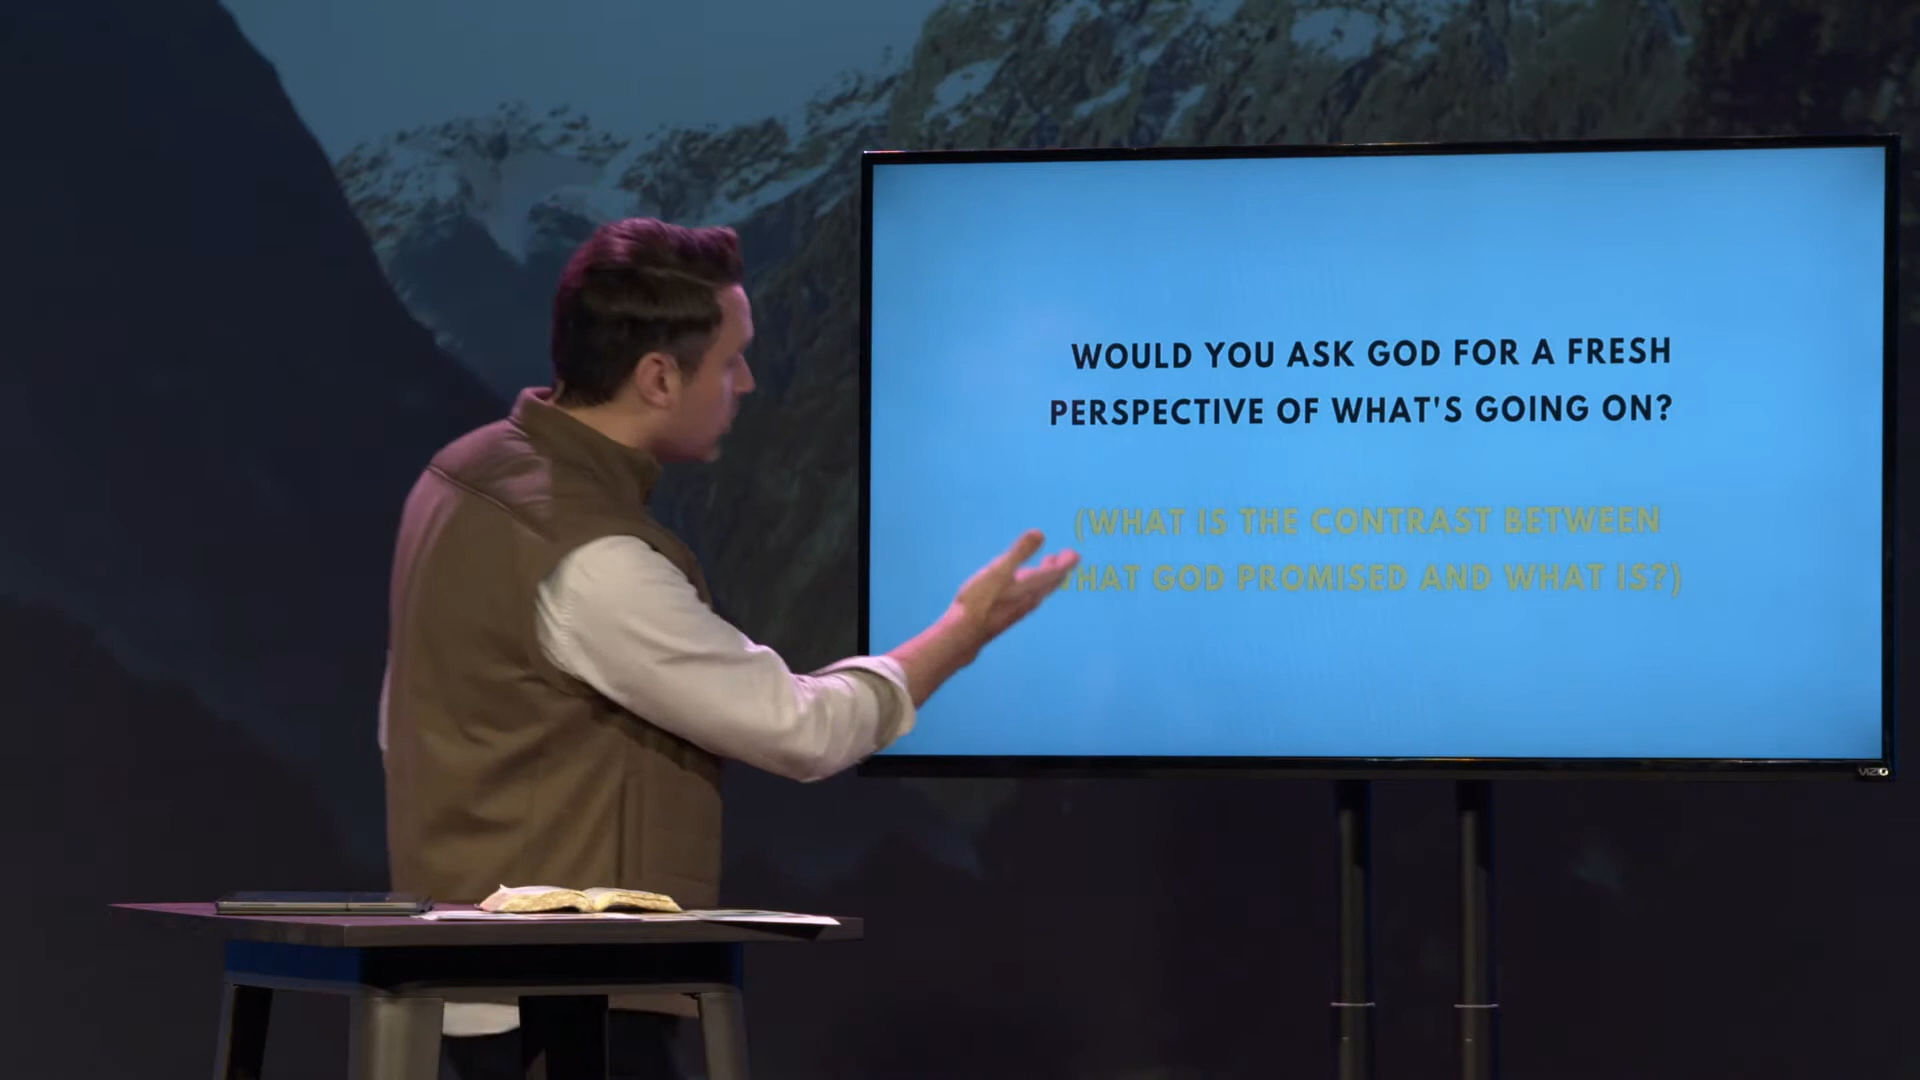 WOULD YOU ASK GOD FOR A FRESH
PERSPECTIVE OF WHAT'S GOING ON?
(WHAT IS THE CONTRAST BETWEEN
WHAT GOD PROMISED AND WHAT IS?)
VIZIO